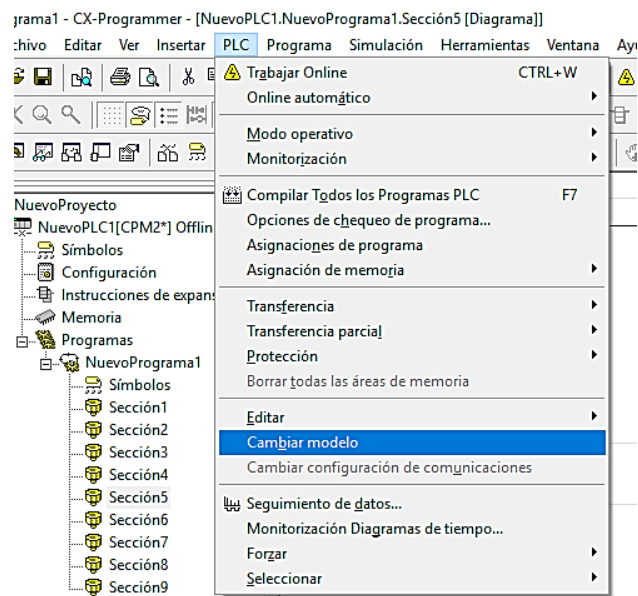 grama1 - CX-Programmer - [NuevoPLC1.NuevoPrograma1.Sección5 [Diagrama]]
chivo Editar Ver Insertar PLC Programa Simulación Herramientas Ventana Ayu
Trabajar Online CTRL+W
Online automático
Modo operativo
Monitorización
Compilar Todos los Programas PLC F7
Opciones de chequeo de programa...
Asignaciones de programa
Asignación de memoria
Transferencia
Transferencia parcial
Protección
Borrar todas las áreas de memoria
Editar
Cambiar modelo
Cambiar configuración de comunicaciones
Seguimiento de datos...
Monitorización Diagramas de tiempo...
Forzar
Seleccionar
NuevoProyecto
NuevoPLC1[CPM2*] Offlin
Símbolos
Configuración
Instrucciones de expans
Memoria
Programas
NuevoPrograma1
Símbolos
Sección1
Sección2
Sección3
Sección4
Sección5
Sección6
Sección7
Sección8
Sección9